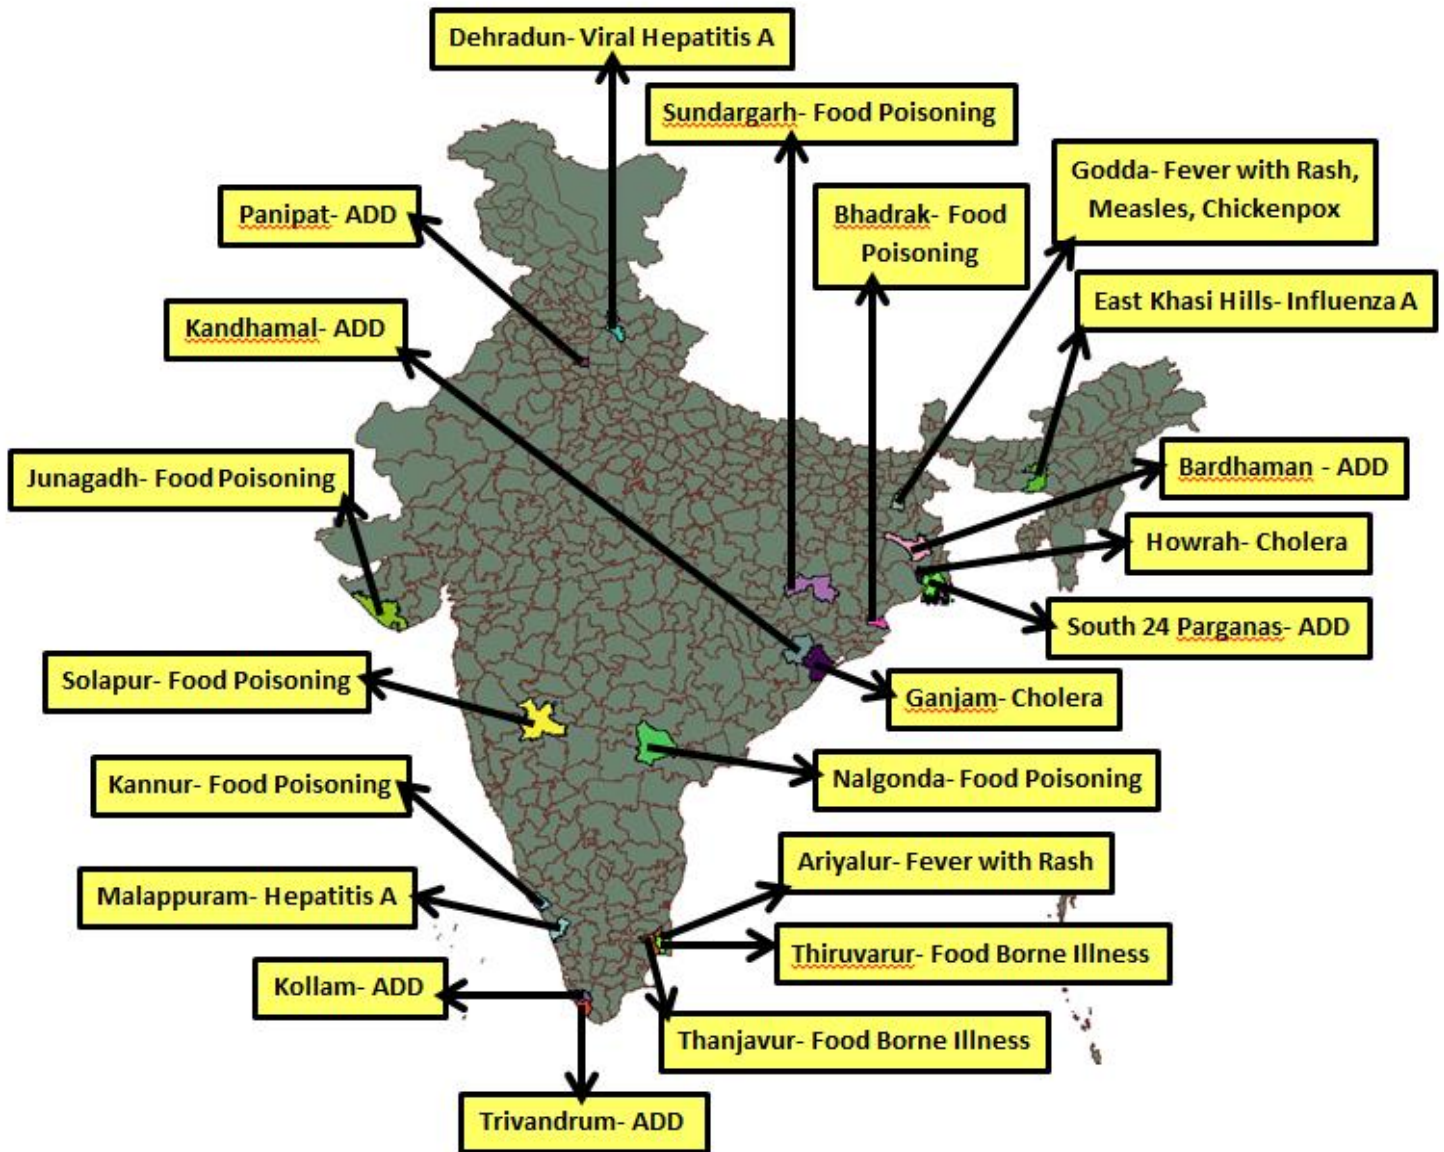 Dehradun- Viral Hepatitis A
Sundargarh- Food Poisoning
Godda- Fever with Rash,
Measles, Chickenpox
Panipat- ADD
Bhadrak- Food
Poisoning
East Khasi Hills- Influenza A
Kandhamal- ADD
Junagadh- Food Poisoning
Bardhaman - ADD
Howrah- Cholera
South 24 Parganas- ADD
Solapur- Food Poisoning
Ganjam- Cholera
Kannur- Food Poisoning
Nalgonda- Food Poisoning
Ariyalur- Fever with Rash
Malappuram- Hepatitis A
Thiruvarur- Food Borne Illness
Kollam- ADD
Thanjavur- Food Borne Illness
Trivandrum- ADD